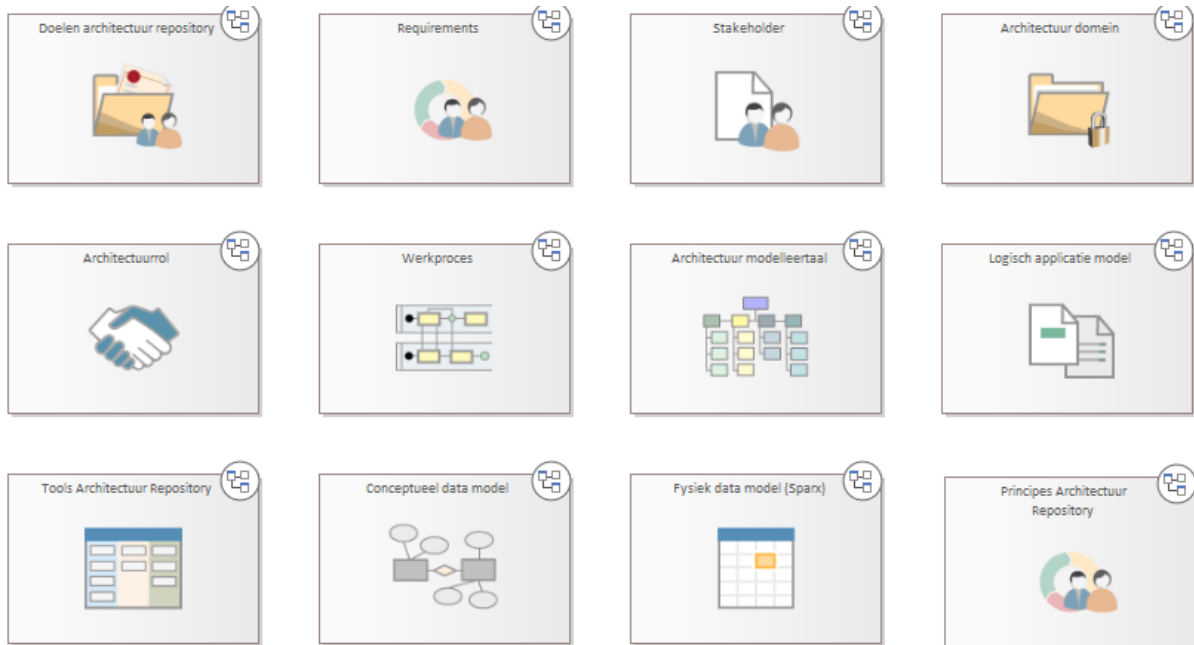 Doelen architectuur repository
Requirements
Stakeholder
Architectuur domein
Architectuurrol
Werkproces
Architectuur modelleertaal
Logisch applicatie model
Tools Architectuur Repository
Conceptueel data model
Fysiek data model (Sparx)
Principes Architectuur
Repository